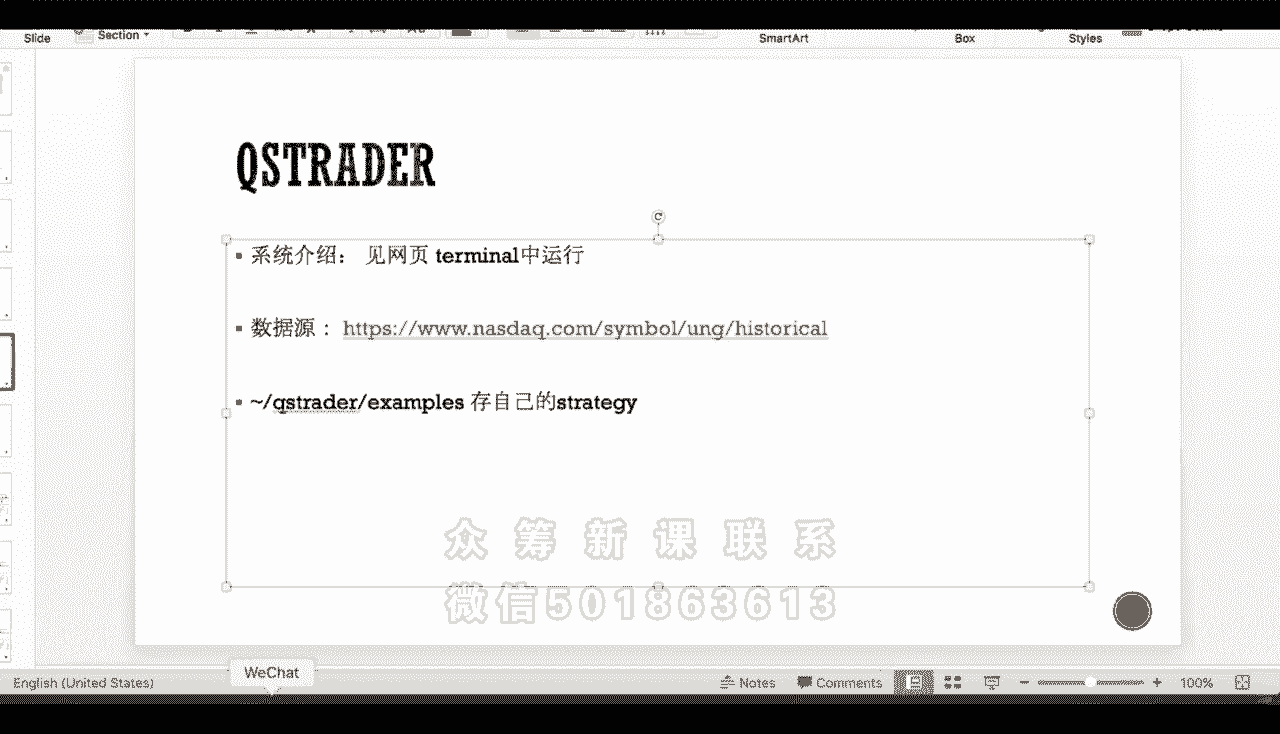 Slide
Section
SmartArt
Box
Styles
QSTRADER
系统介绍： 见网页 terminal中运行
数据源： https://www.nasdaq.com/symbol/ung/historical
~/qstrader/examples 存自己的strategy
众筹新课联系
微信501863613
WeChat
English (United States)
Notes
Comments
100%